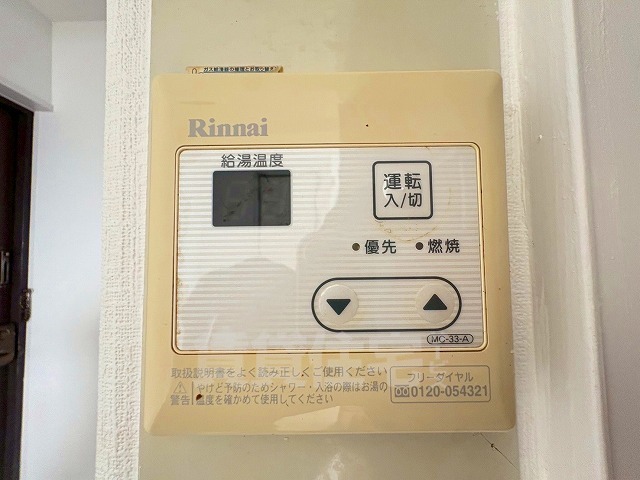 Rinnai
給湯温度
運転
入/切
優先
燃焼
▼
▲
MC-33-A
取扱説明書をよく読み正しくご使用ください
警告
やけど予防のためシャワー・入浴の際はお湯の
温度を確かめて使用してください
フリーダイヤル
0120-054321